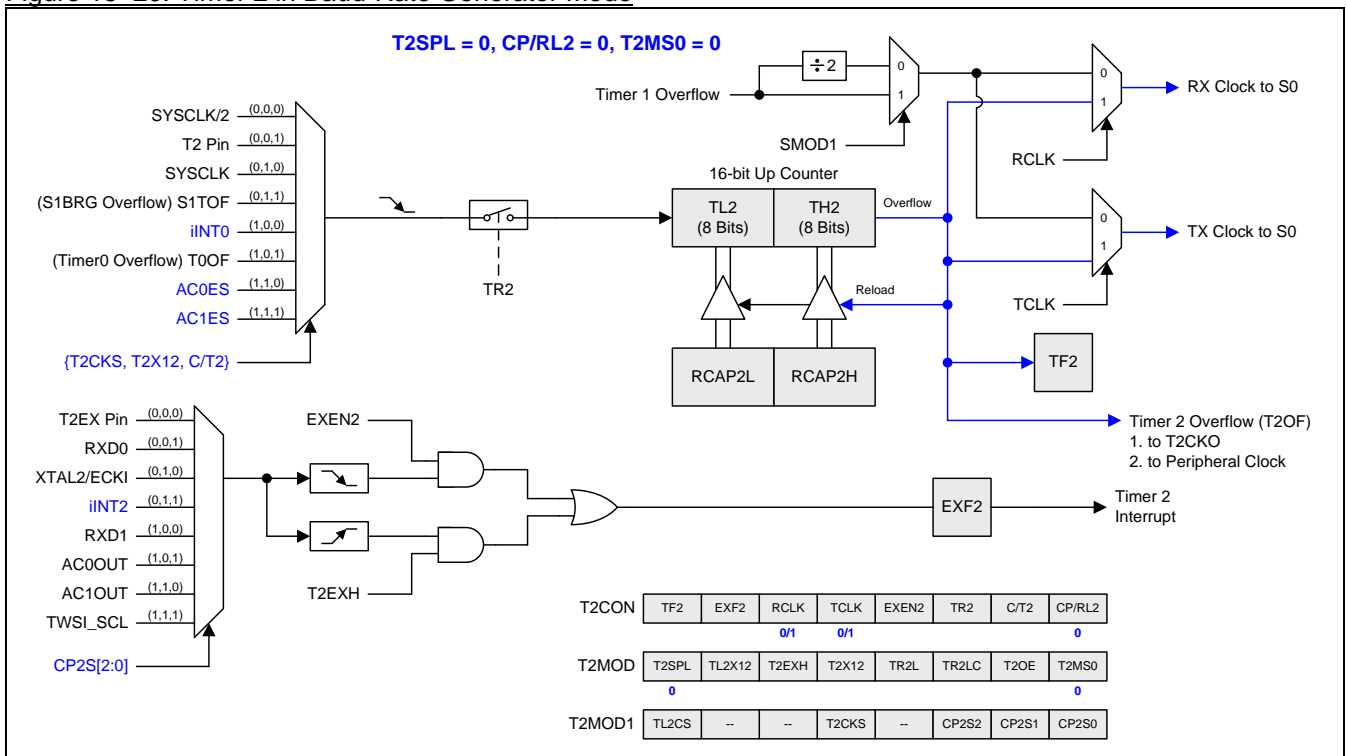 Figure 15-20. Timer 2 in Baud-Rate Generator Mode
T2SPL = 0, CP/RL2 = 0, T2MS0 = 0
÷2
0
1
Timer 1 Overflow
SMOD1
0
1
RX Clock to S0
RCLK
SYSCLK/2 (0,0,0)
T2 Pin (0,0,1)
SYSCLK (0,1,0)
(S1BRG Overflow) S1TOF (0,1,1)
iINT0 (1,0,0)
(Timer0 Overflow) T0OF (1,0,1)
AC0ES (1,1,0)
AC1ES (1,1,1)
{T2CKS, T2X12, C/T2}
TR2
16-bit Up Counter
TL2
(8 Bits)
TH2
(8 Bits)
Overflow
0
1
TX Clock to S0
TCLK
Reload
RCAP2L
RCAP2H
TF2
Timer 2 Overflow (T2OF)
1. to T2CKO
2. to Peripheral Clock
T2EX Pin (0,0,0)
RXD0 (0,0,1)
XTAL2/ECKI (0,1,0)
iINT2 (0,1,1)
RXD1 (1,0,0)
AC0OUT (1,0,1)
AC1OUT (1,1,0)
TWSI_SCL (1,1,1)
CP2S[2:0]
EXEN2
T2EXH
EXF2
Timer 2
Interrupt
T2CON TF2 EXF2 RCLK TCLK EXEN2 TR2 C/T2 CP/RL2
0/1 0/1 0
T2MOD T2SPL TL2X12 T2EXH T2X12 TR2L TR2LC T2OE T2MS0
0 0
T2MOD1 TL2CS -- -- T2CKS -- CP2S2 CP2S1 CP2S0